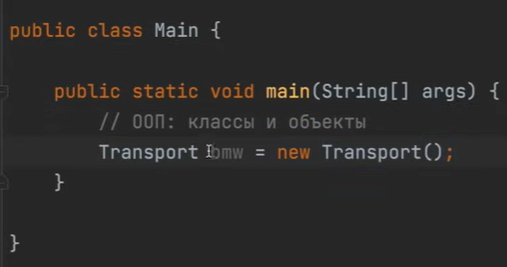 public class Main {
public static void main(String[] args) {
// ООП: классы и объекты
Transport bmw = new Transport();
}
}